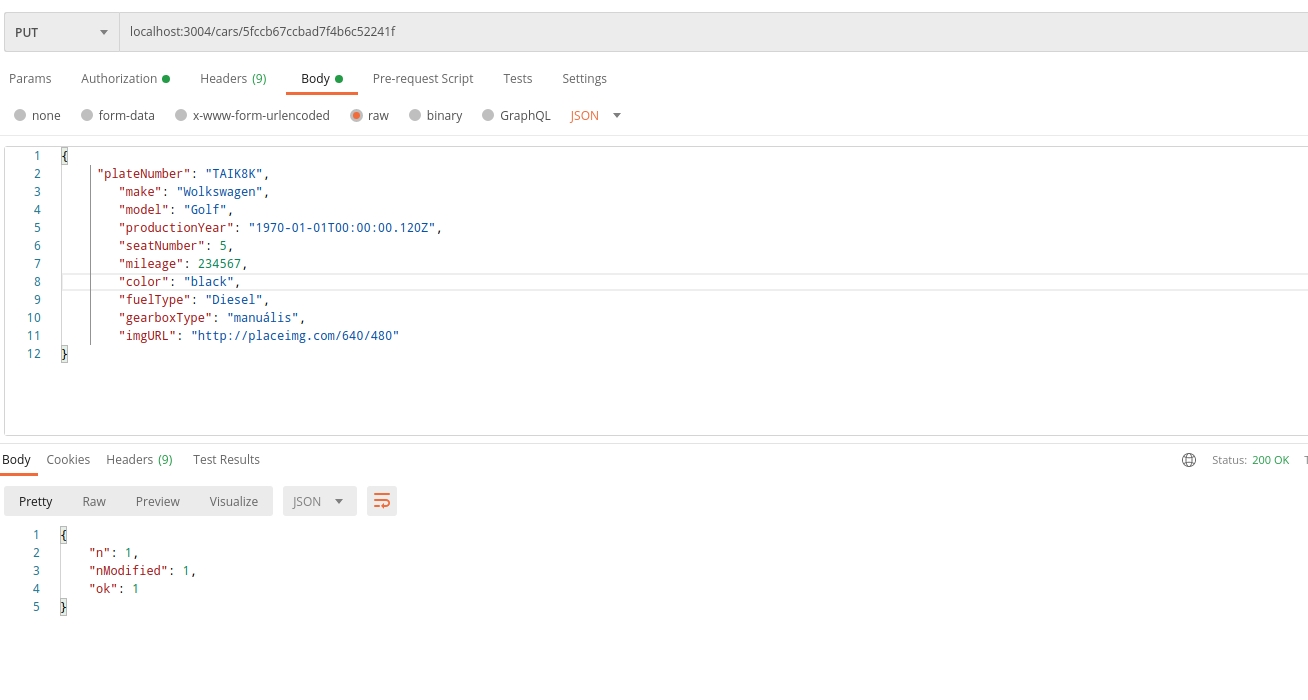 PUT localhost:3004/cars/5fccb67ccbad7f4b6c52241f
Params Authorization Headers (9) Body Pre-request Script Tests Settings
none form-data x-www-form-urlencoded raw binary GraphQL JSON
1 {
2 "plateNumber": "TAIK8K",
3 "make": "Wolkswagen",
4 "model": "Golf",
5 "productionYear": "1970-01-01T00:00:00.120Z",
6 "seatNumber": 5,
7 "mileage": 234567,
8 "color": "black",
9 "fuelType": "Diesel",
10 "gearboxType": "manuális",
11 "imgURL": "http://placeimg.com/640/480"
12 }
Body Cookies Headers (9) Test Results Status: 200 OK
Pretty Raw Preview Visualize JSON
1 {
2 "n": 1,
3 "nModified": 1,
4 "ok": 1
5 }